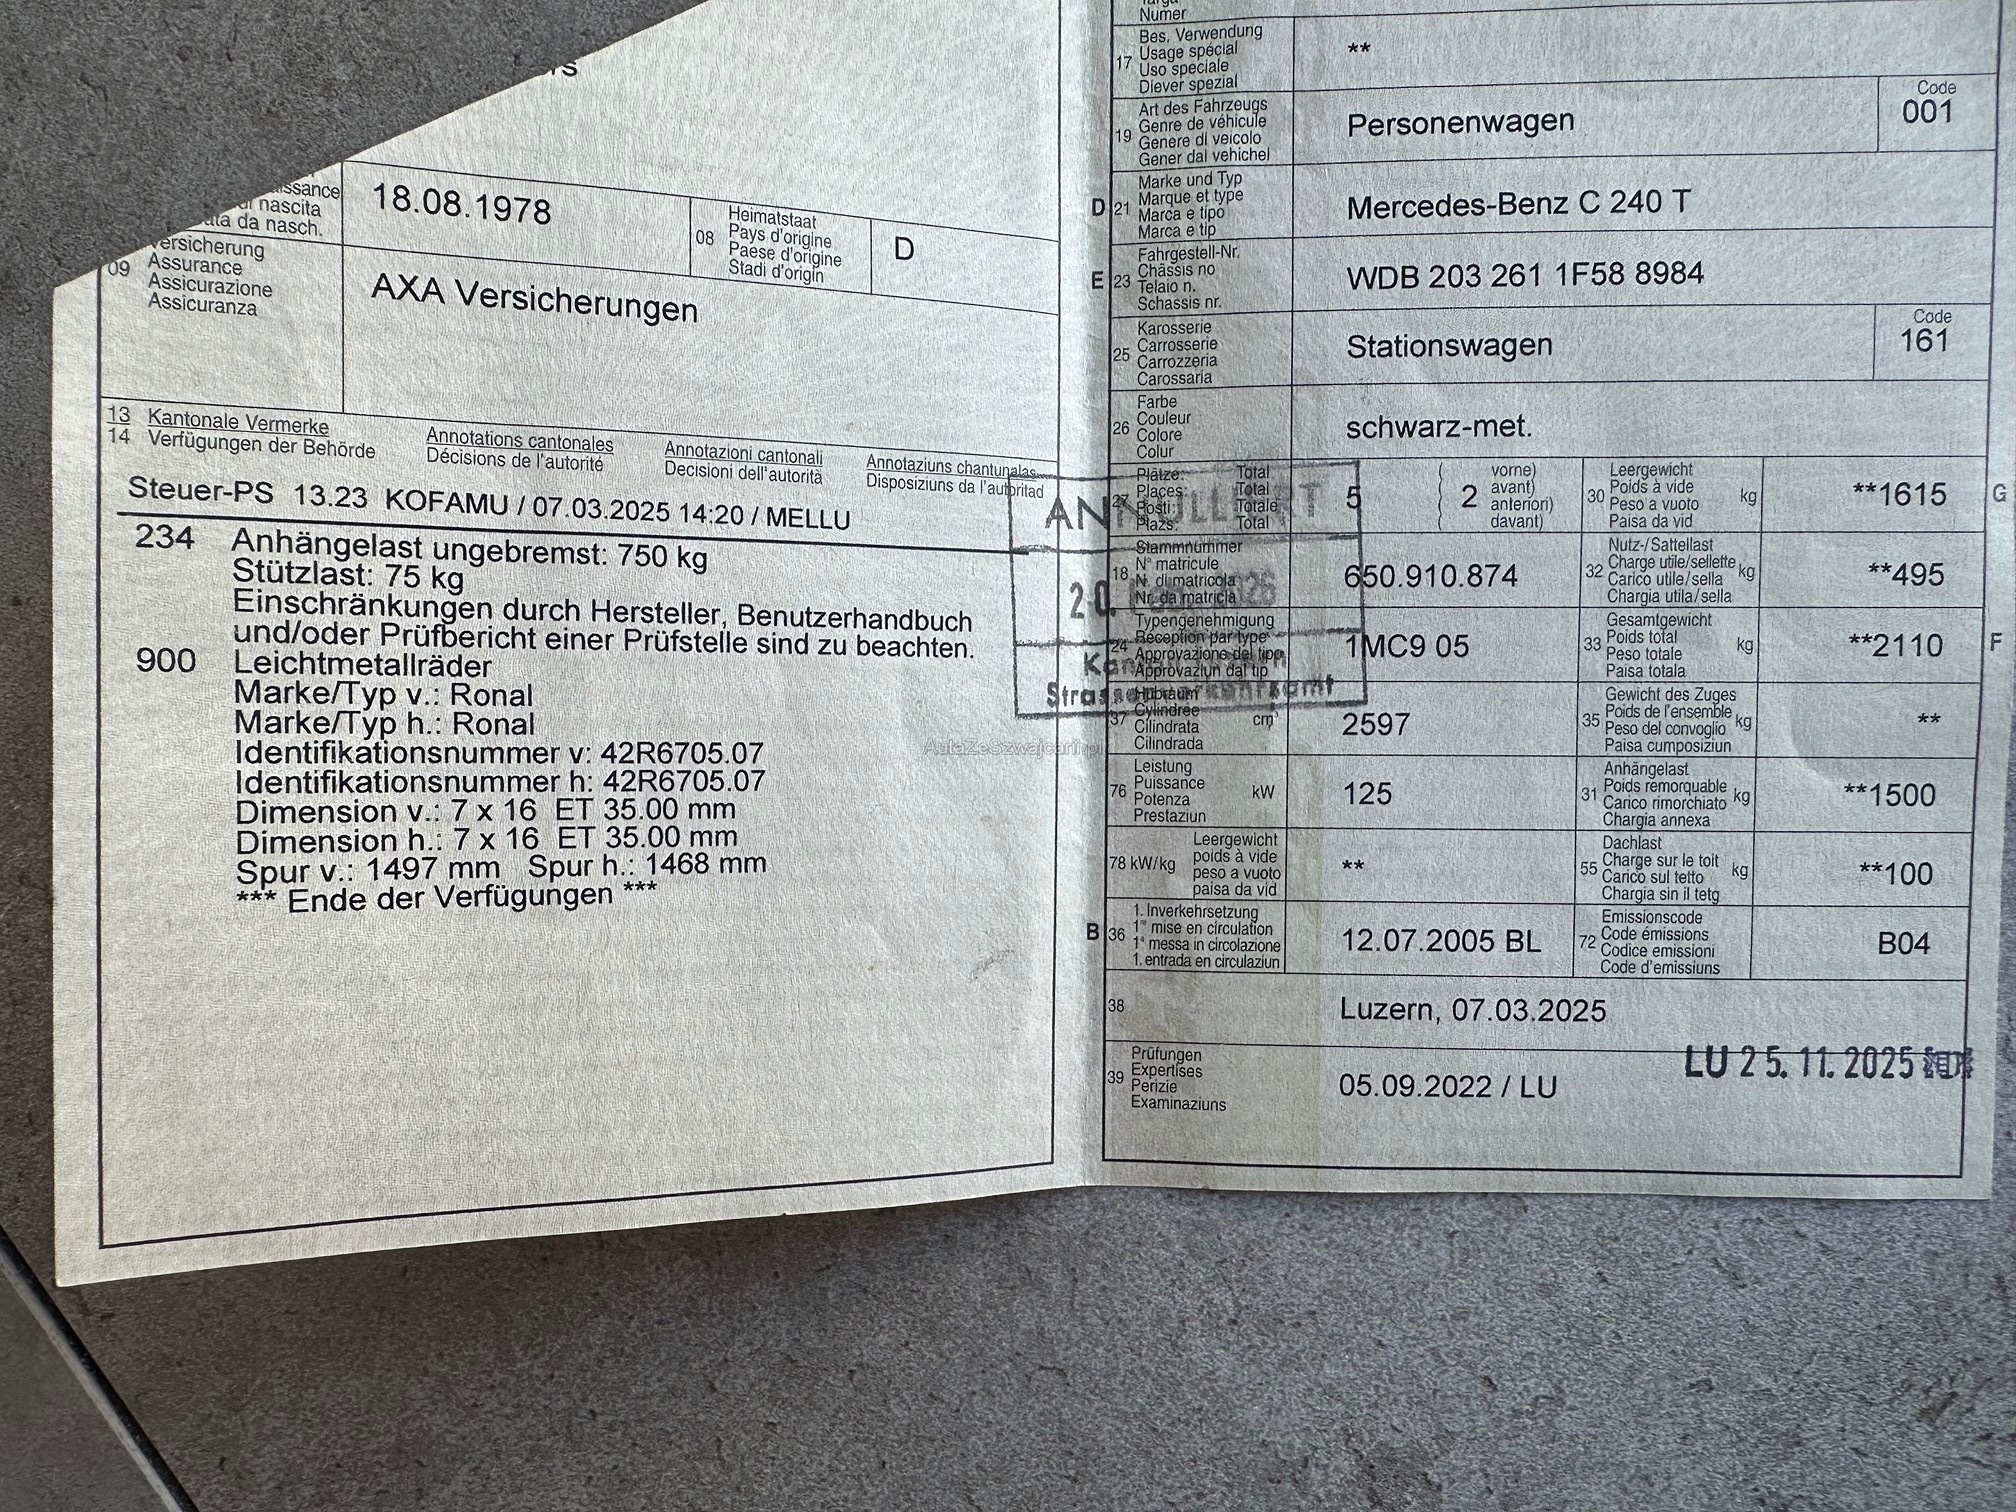 18.08.1978
08
Heimatstaat
Pays d'origine
Paese d'origine
Stadi d'origin
D
nascita
da nasch.
09
Assurance
Assicurazione
Assicuranza
AXA Versicherungen
13
14
Kantonale Vermerke
Verfügungen der Behörde
Annotations cantonales
Décisions de l'autorité
Annotazioni cantonali
Decisioni dell'autorità
Annotaziuns chantunalas
Disposiziuns da l'autoritad
Steuer-PS 13.23 KOFAMU / 07.03.2025 14:20 / MELLU
234 Anhängelast ungebremst: 750 kg
Stützlast: 75 kg
Einschränkungen durch Hersteller, Benutzerhandbuch
und/oder Prüfbericht einer Prüfstelle sind zu beachten.
900 Leichtmetallräder
Marke/Typ v.: Ronal
Marke/Typ h.: Ronal
Identifikationsnummer v: 42R6705.07
Identifikationsnummer h: 42R6705.07
Dimension v.: 7 x 16 ET 35.00 mm
Dimension h.: 7 x 16 ET 35.00 mm
Spur v.: 1497 mm Spur h.: 1468 mm
*** Ende der Verfügungen ***
Numer
17
Bes. Verwendung
Usage spécial
Uso speciale
Diever spezial
**
19
Art des Fahrzeugs
Genre de véhicule
Genere di veicolo
Gener dal vehichel
Personenwagen
Code
001
D 21
Marke und Typ
Marque et type
Marca e tipo
Marca e tip
Mercedes-Benz C 240 T
E 23
Fahrgestell-Nr.
Châssis no
Telaio n.
Schassis nr.
WDB 203 261 1F58 8984
25
Karosserie
Carrosserie
Carrozzeria
Carossaria
Stationswagen
Code
161
26
Farbe
Couleur
Colore
Colur
schwarz-met.
27
Plätze: Total
Places: Total
Posti: Totale
Plazs: Total
5
2
vorne)
avant)
anteriori)
davant)
30
Leergewicht
Poids à vide
Peso a vuoto
Paisa da vid
kg
**1615
G
ANNULLIERT
18
Stammnummer
N° matricule
N. di matricola
Nr. da matricla
650.910.874
32
Nutz-/Sattellast
Charge utile/sellette
Carico utile/sella
Chargia utila/sella
kg
**495
24
Typengenehmigung
Réception par type
Approvazione del tipo
Approvaziun dal tip
1MC9 05
33
Gesamtgewicht
Poids total
Peso totale
Paisa totala
kg
**2110
F
Strassenverkehrsamt
37
Hubraum
Cylindrée
Cilindrata
Cilindrada
cm³
2597
35
Gewicht des Zuges
Poids de l'ensemble
Peso del convoglio
Paisa cumposiziun
kg
**
AutaZeSzwajcarii.pl
76
Leistung
Puissance
Potenza
Prestaziun
kW
125
31
Anhängelast
Poids remorquable
Carico rimorchiato
Chargia annexa
kg
**1500
78 kW/kg
Leergewicht
poids à vide
peso a vuoto
paisa da vid
**
55
Dachlast
Charge sur le toit
Carico sul tetto
Chargia sin il tetg
kg
**100
B 36
1. Inverkehrsetzung
1re mise en circulation
1a messa in circolazione
1. entrada en circulaziun
12.07.2005 BL
72
Emissionscode
Code émissions
Codice emissioni
Code d'emissiuns
B04
38
Luzern, 07.03.2025
39
Prüfungen
Expertises
Perizie
Examinaziuns
05.09.2022 / LU
LU 25.11.2025